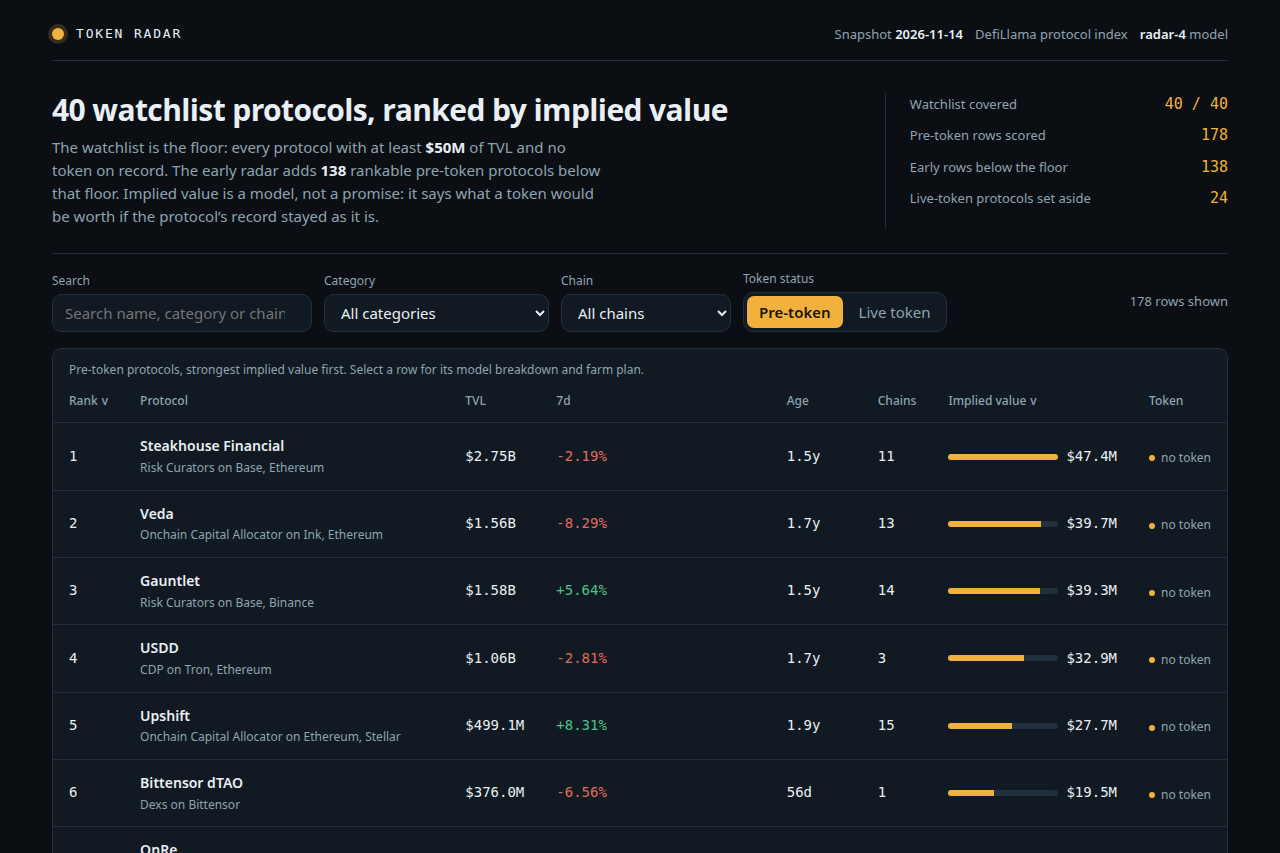 TOKEN RADAR
Snapshot 2026-11-14 DefiLlama protocol index radar-4 model
40 watchlist protocols, ranked by implied value
The watchlist is the floor: every protocol with at least $50M of TVL and no
token on record. The early radar adds 138 rankable pre-token protocols below
that floor. Implied value is a model, not a promise: it says what a token would
be worth if the protocol’s record stayed as it is.
Watchlist covered 40 / 40
Pre-token rows scored 178
Early rows below the floor 138
Live-token protocols set aside 24
Search Category Chain Token status
Search name, category or chain All categories All chains Pre-token Live token 178 rows shown
Pre-token protocols, strongest implied value first. Select a row for its model breakdown and farm plan.
Rank v Protocol TVL 7d Age Chains Implied value v Token
1 Steakhouse Financial $2.75B -2.19% 1.5y 11 $47.4M no token
Risk Curators on Base, Ethereum
2 Veda $1.56B -8.29% 1.7y 13 $39.7M no token
Onchain Capital Allocator on Ink, Ethereum
3 Gauntlet $1.58B +5.64% 1.5y 14 $39.3M no token
Risk Curators on Base, Binance
4 USDD $1.06B -2.81% 1.7y 3 $32.9M no token
CDP on Tron, Ethereum
5 Upshift $499.1M +8.31% 1.9y 15 $27.7M no token
Onchain Capital Allocator on Ethereum, Stellar
6 Bittensor dTAO $376.0M -6.56% 56d 1 $19.5M no token
Dexs on Bittensor
OnRe